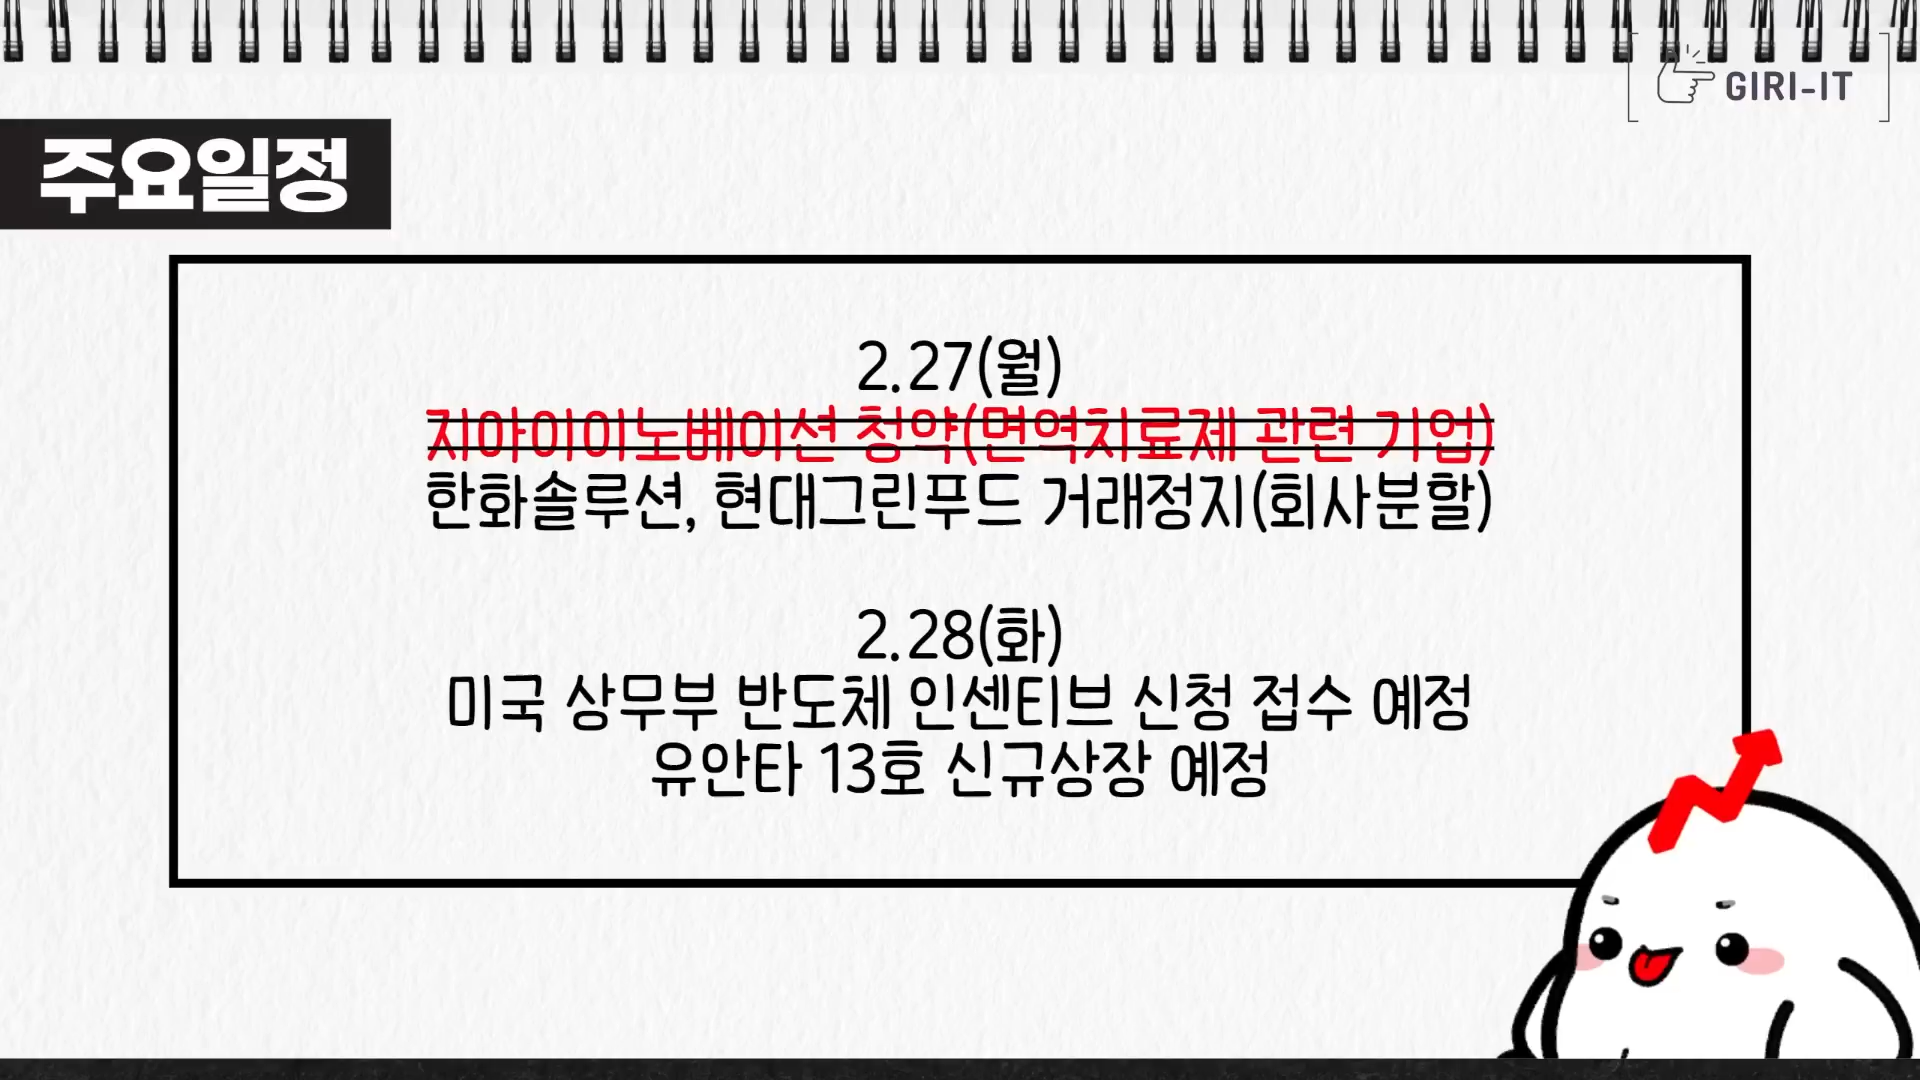 GIRI-IT
주요일정
2.27(월)
지아이이노베이션 청약(면역치료제 관련 기업)
한화솔루션, 현대그린푸드 거래정지(회사분할)
2.28(화)
미국 상무부 반도체 인센티브 신청 접수 예정
유안타 13호 신규상장 예정